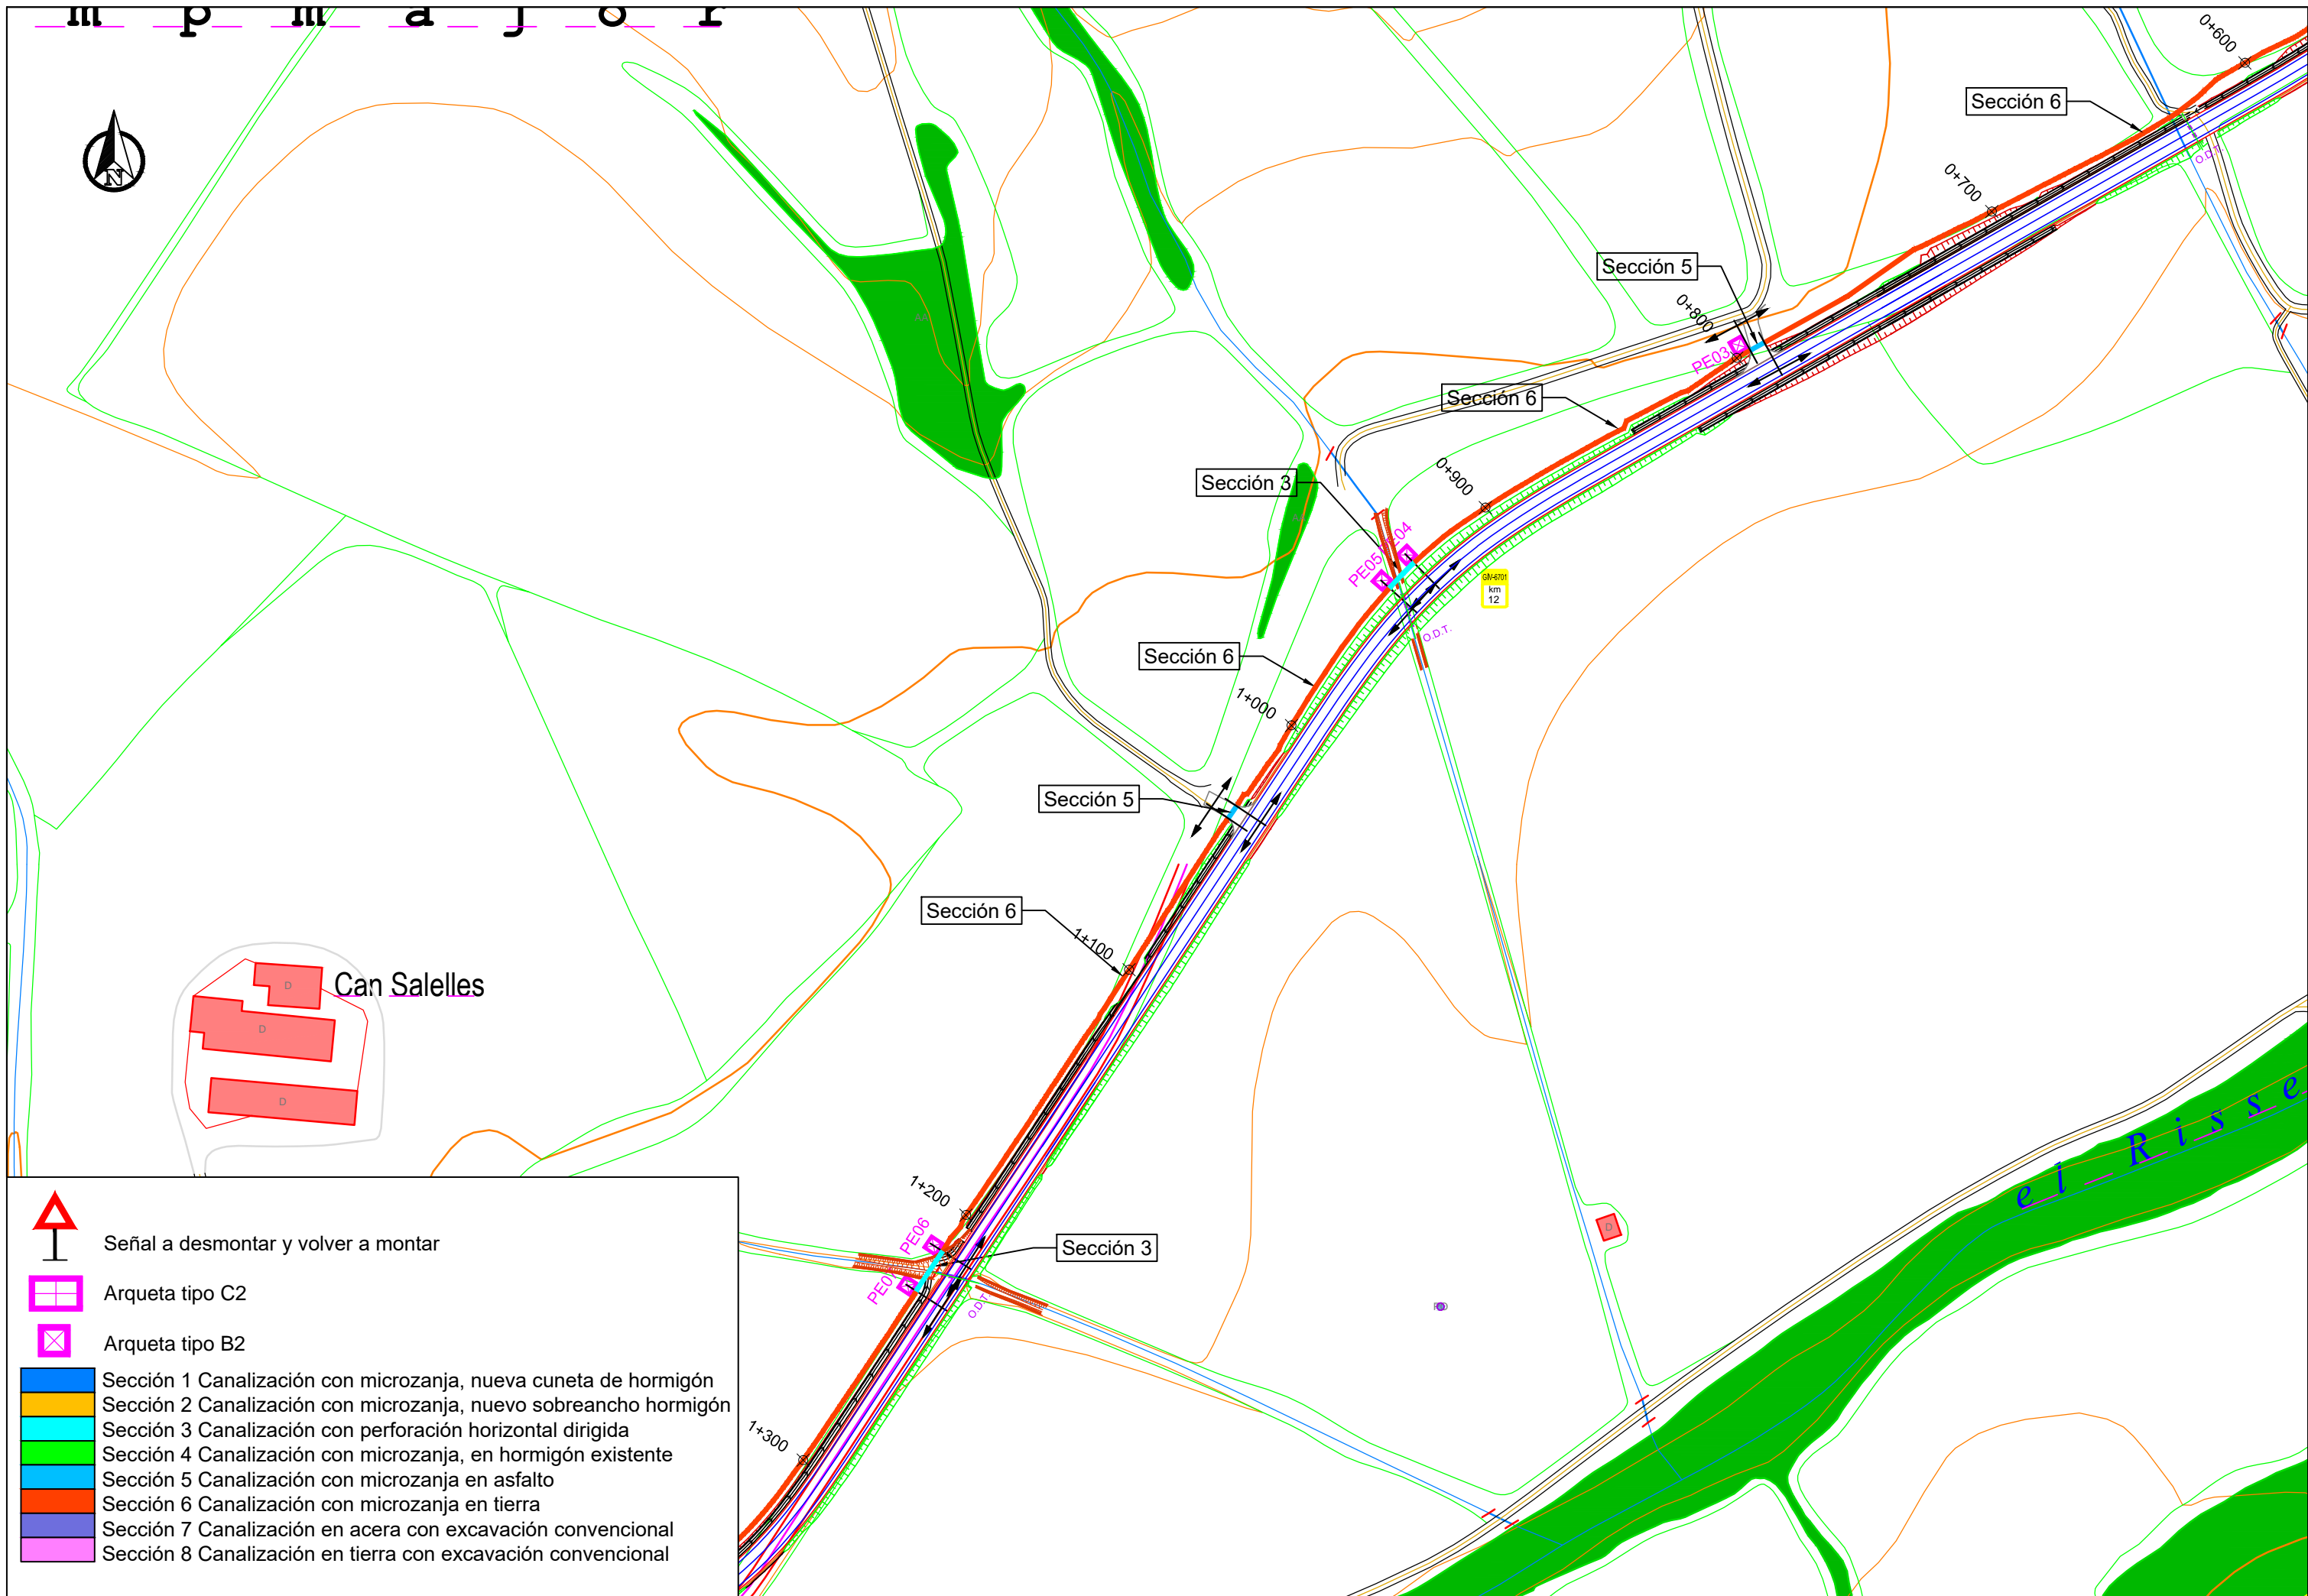 m p m a j o r
0+600
Sección 6
O.D.T.
0+700
N
Sección 5
0+800
PE03
Sección 6
Sección 3
0+900
PE05
GIV-6701
km
12
O.D.T.
Sección 6
1+000
Sección 5
Sección 6
1+100
Can Salelles
D
D
D
el Risse
1+200
PE06
Sección 3
O.D.T.
D
1+300
Señal a desmontar y volver a montar
Arqueta tipo C2
Arqueta tipo B2
Sección 1 Canalización con microzanja, nueva cuneta de hormigón
Sección 2 Canalización con microzanja, nuevo sobreancho hormigón
Sección 3 Canalización con perforación horizontal dirigida
Sección 4 Canalización con microzanja, en hormigón existente
Sección 5 Canalización con microzanja en asfalto
Sección 6 Canalización con microzanja en tierra
Sección 7 Canalización en acera con excavación convencional
Sección 8 Canalización en tierra con excavación convencional